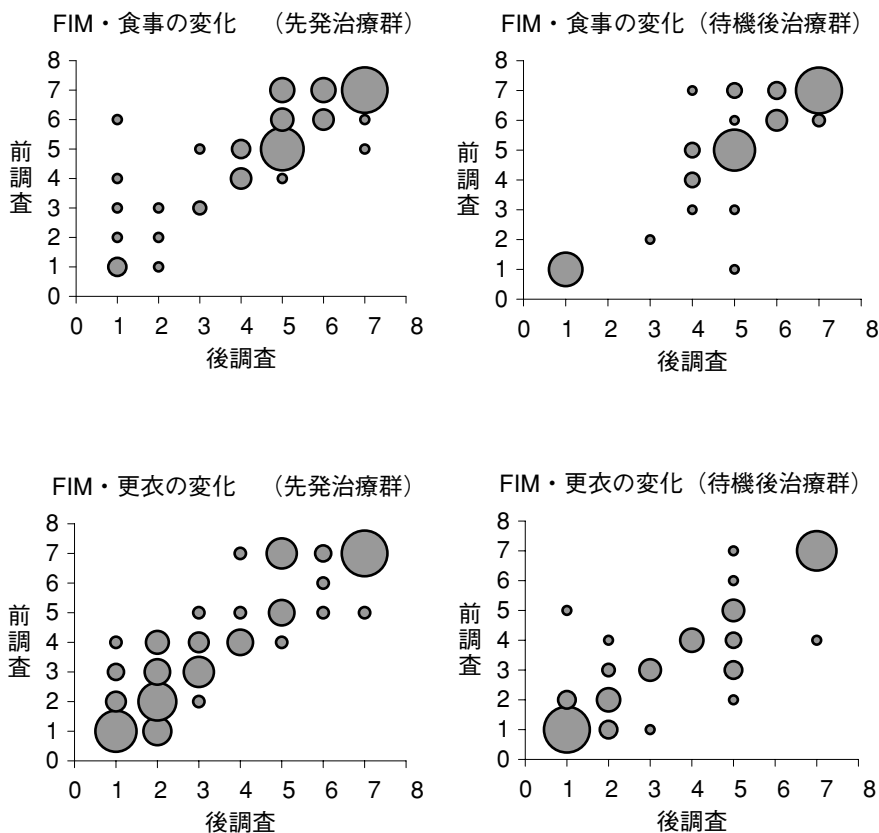 FIM・食事の変化　（先発治療群）
8
7
6
5
4
3
2
1
0
前調査
0 1 2 3 4 5 6 7 8
後調査
FIM・食事の変化（待機後治療群）
8
7
6
5
4
3
2
1
0
前調査
0 1 2 3 4 5 6 7 8
後調査
FIM・更衣の変化　（先発治療群）
8
7
6
5
4
3
2
1
0
前調査
0 1 2 3 4 5 6 7 8
後調査
FIM・更衣の変化（待機後治療群）
8
7
6
5
4
3
2
1
0
前調査
0 1 2 3 4 5 6 7 8
後調査